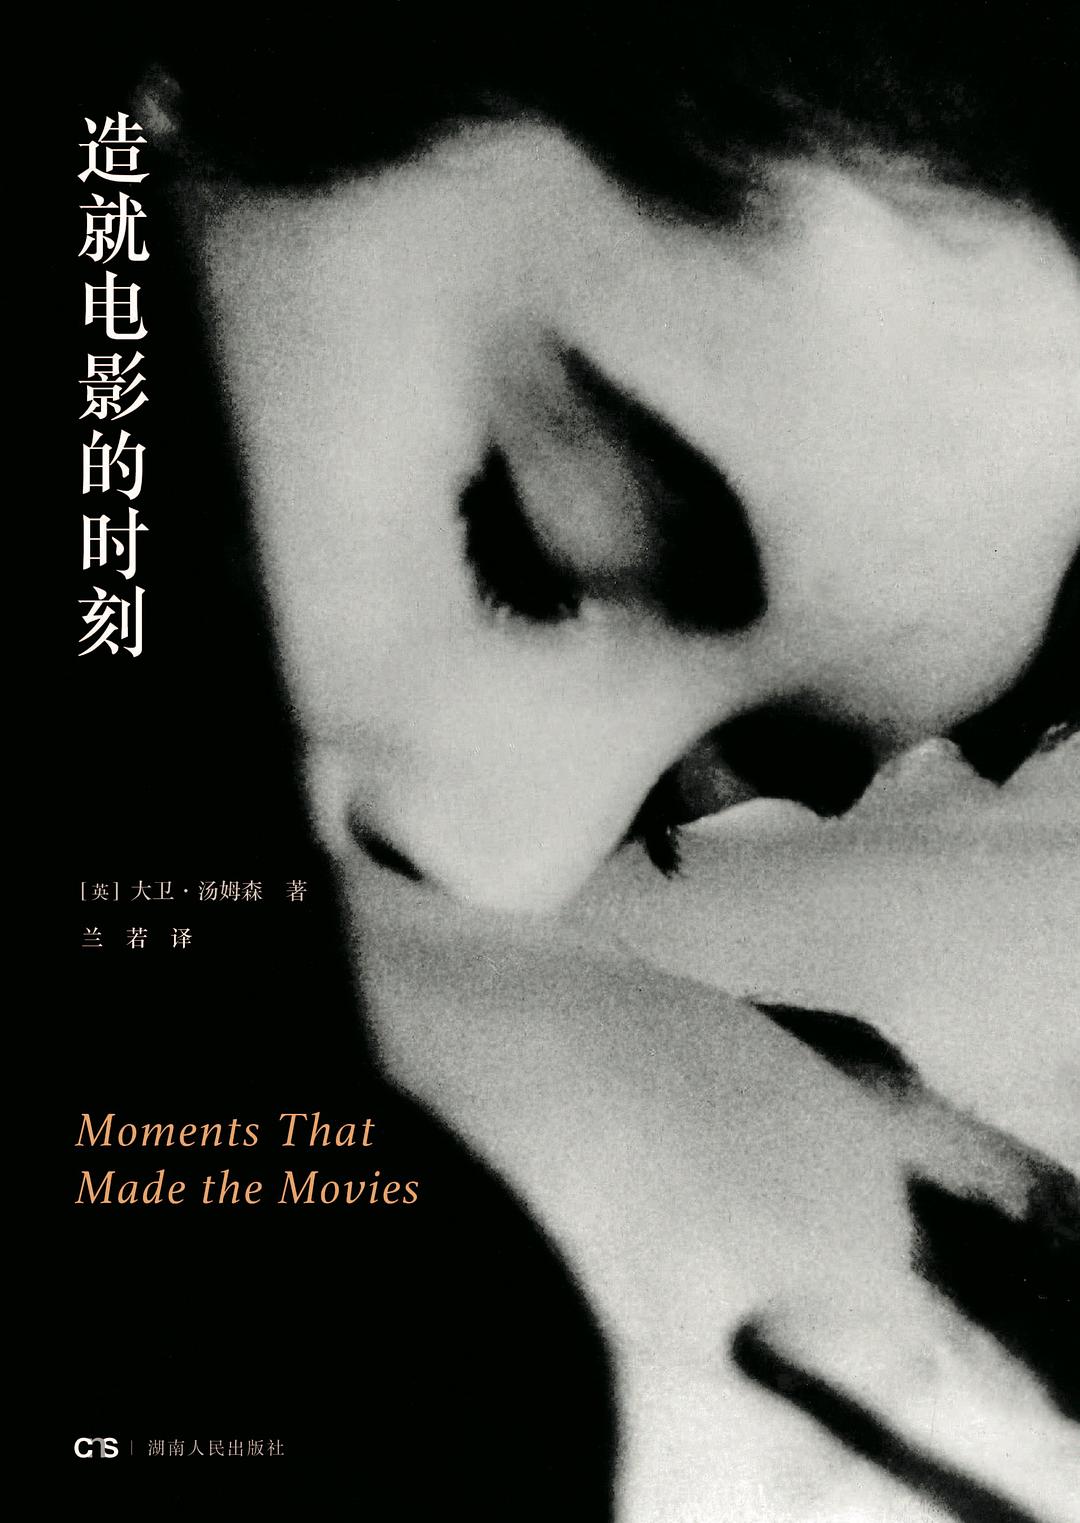 造就电影的时刻
[英] 大卫·汤姆森 著
兰若 译
Moments That
Made the Movies
CNS | 湖南人民出版社